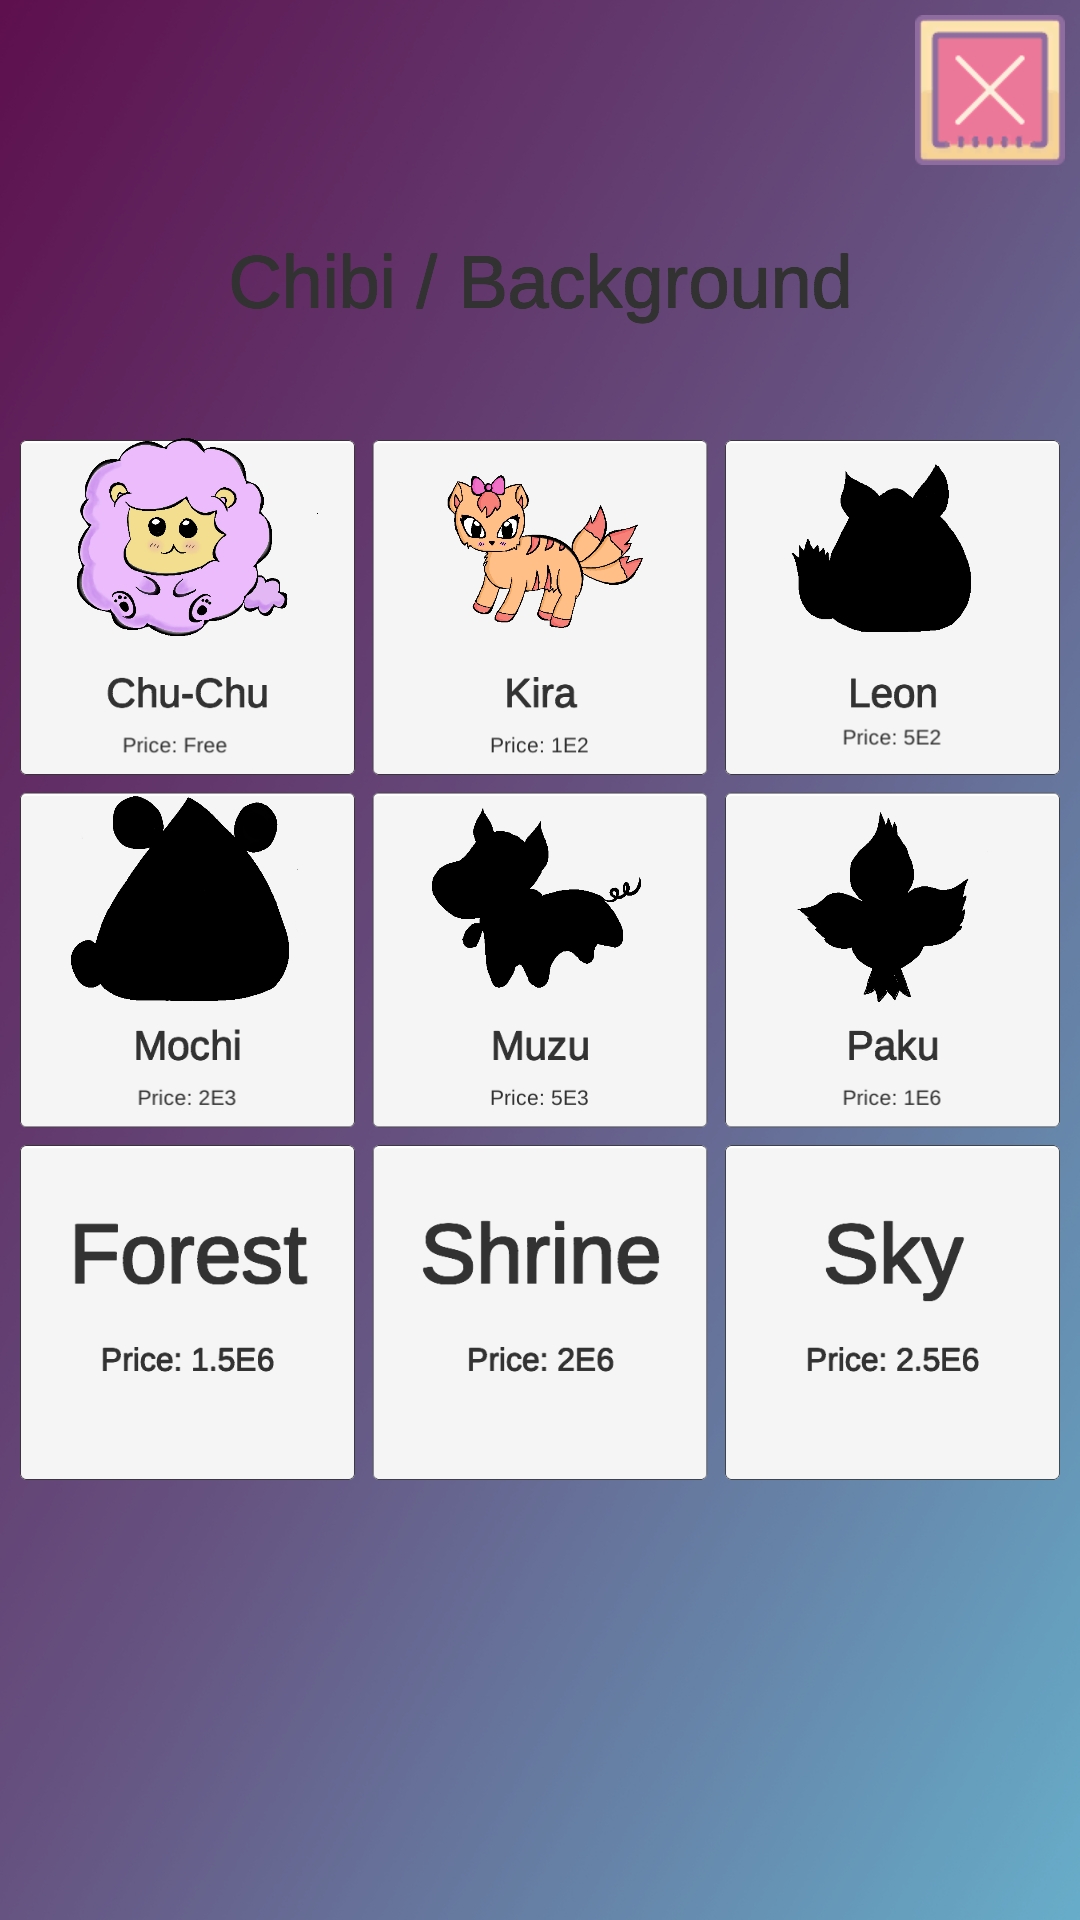 Chibi / Background
Chu-Chu
Price: Free
Kira
Price: 1E2
Leon
Price: 5E2
Mochi
Price: 2E3
Muzu
Price: 5E3
Paku
Price: 1E6
Forest
Price: 1.5E6
Shrine
Price: 2E6
Sky
Price: 2.5E6